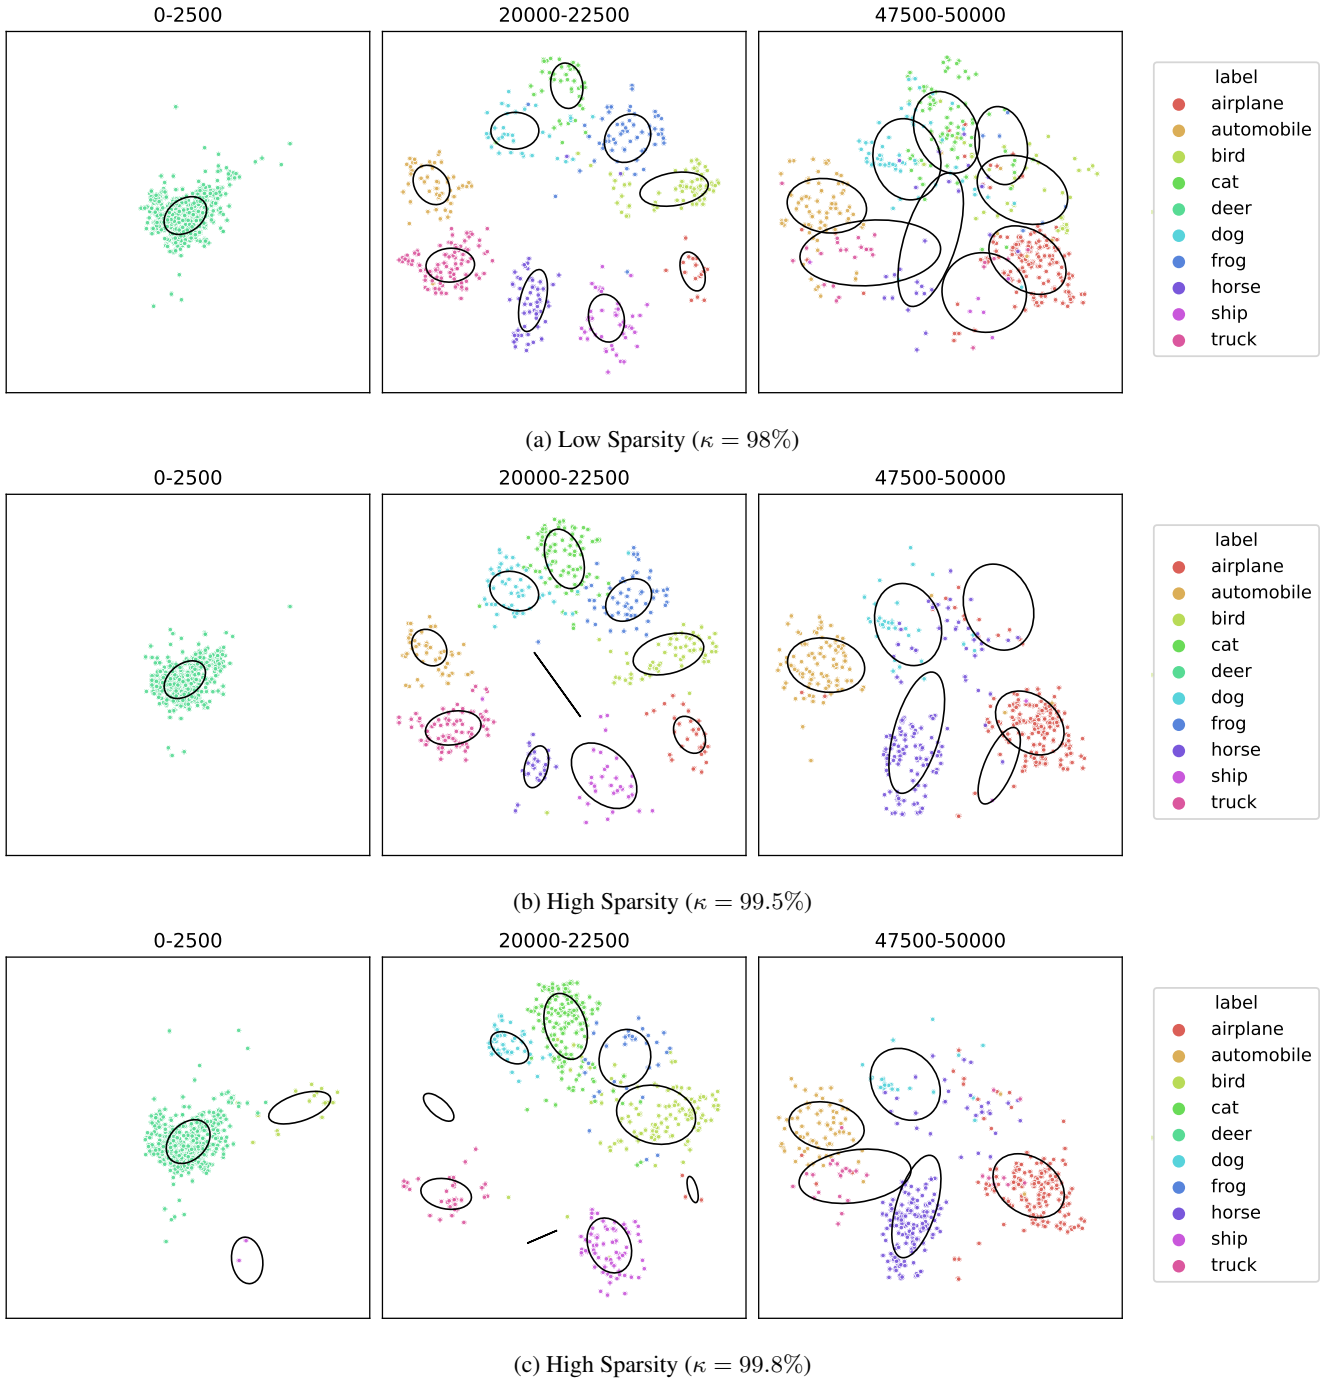 0-2500
20000-22500
47500-50000
label
airplane
automobile
bird
cat
deer
dog
frog
horse
ship
truck
(a) Low Sparsity (κ = 98%)
0-2500
20000-22500
47500-50000
label
airplane
automobile
bird
cat
deer
dog
frog
horse
ship
truck
(b) High Sparsity (κ = 99.5%)
0-2500
20000-22500
47500-50000
label
airplane
automobile
bird
cat
deer
dog
frog
horse
ship
truck
(c) High Sparsity (κ = 99.8%)